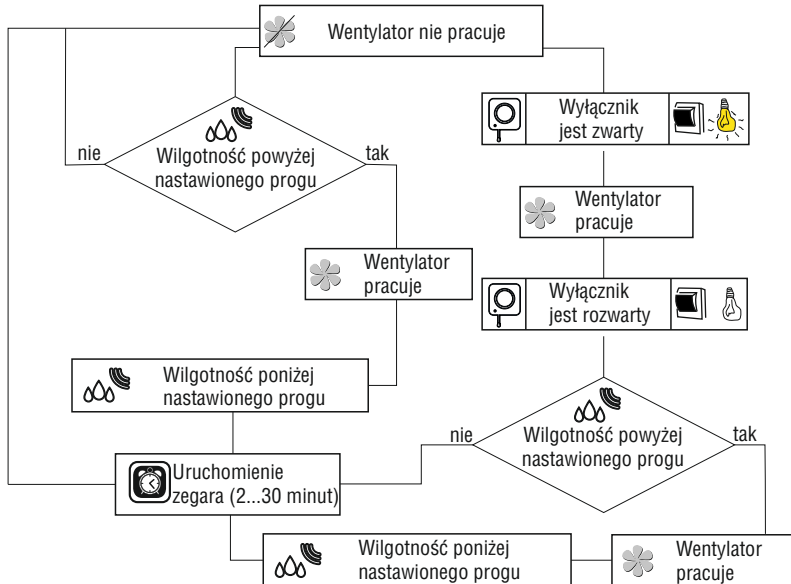 Wentylator nie pracuje
Wyłącznik
jest zwarty
nie
Wilgotność powyżej
nastawionego progu
tak
Wentylator
pracuje
Wentylator
pracuje
Wyłącznik
jest rozwarty
Wilgotność poniżej
nastawionego progu
nie
Wilgotność powyżej
nastawionego progu
tak
Uruchomienie
zegara (2...30 minut)
Wilgotność poniżej
nastawionego progu
Wentylator
pracuje